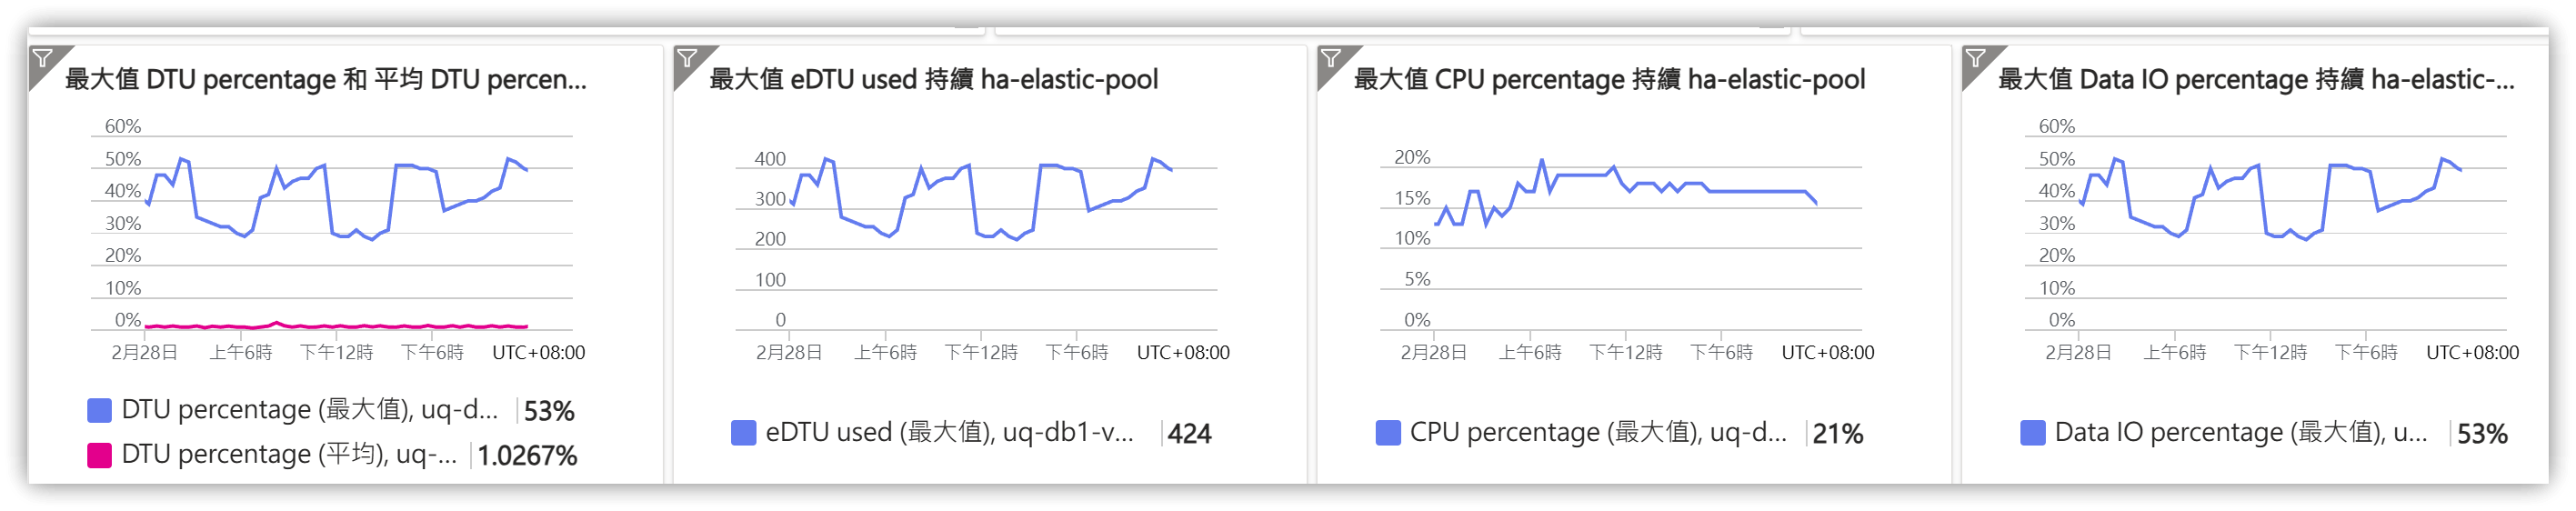 最大值 DTU percentage 和 平均 DTU percen...
60%
50%
40%
30%
20%
10%
0%
2月28日 上午6時 下午12時 下午6時 UTC+08:00
DTU percentage (最大值), uq-d... 53%
DTU percentage (平均), uq-... 1.0267%
最大值 eDTU used 持續 ha-elastic-pool
400
300
200
100
0
2月28日 上午6時 下午12時 下午6時 UTC+08:00
eDTU used (最大值), uq-db1-v... 424
最大值 CPU percentage 持續 ha-elastic-pool
20%
15%
10%
5%
0%
2月28日 上午6時 下午12時 下午6時 UTC+08:00
CPU percentage (最大值), uq-d... 21%
最大值 Data IO percentage 持續 ha-elastic-...
60%
50%
40%
30%
20%
10%
0%
2月28日 上午6時 下午12時 下午6時 UTC+08:00
Data IO percentage (最大值), u... 53%